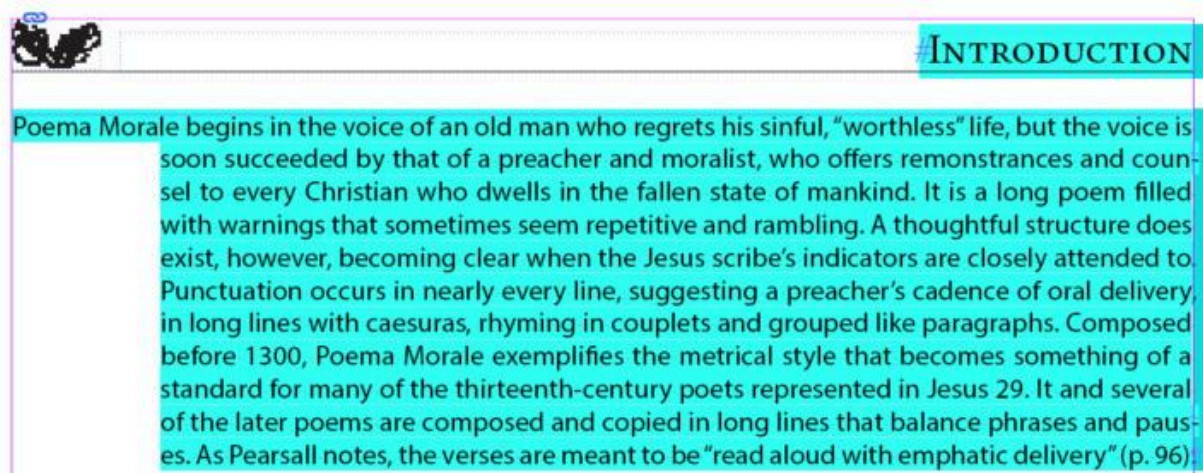 #Introduction
Poema Morale begins in the voice of an old man who regrets his sinful, “worthless” life, but the voice is
soon succeeded by that of a preacher and moralist, who offers remonstrances and coun-
sel to every Christian who dwells in the fallen state of mankind. It is a long poem filled
with warnings that sometimes seem repetitive and rambling. A thoughtful structure does
exist, however, becoming clear when the Jesus scribe’s indicators are closely attended to.
Punctuation occurs in nearly every line, suggesting a preacher’s cadence of oral delivery,
in long lines with caesuras, rhyming in couplets and grouped like paragraphs. Composed
before 1300, Poema Morale exemplifies the metrical style that becomes something of a
standard for many of the thirteenth-century poets represented in Jesus 29. It and several
of the later poems are composed and copied in long lines that balance phrases and paus-
es. As Pearsall notes, the verses are meant to be “read aloud with emphatic delivery” (p. 96).